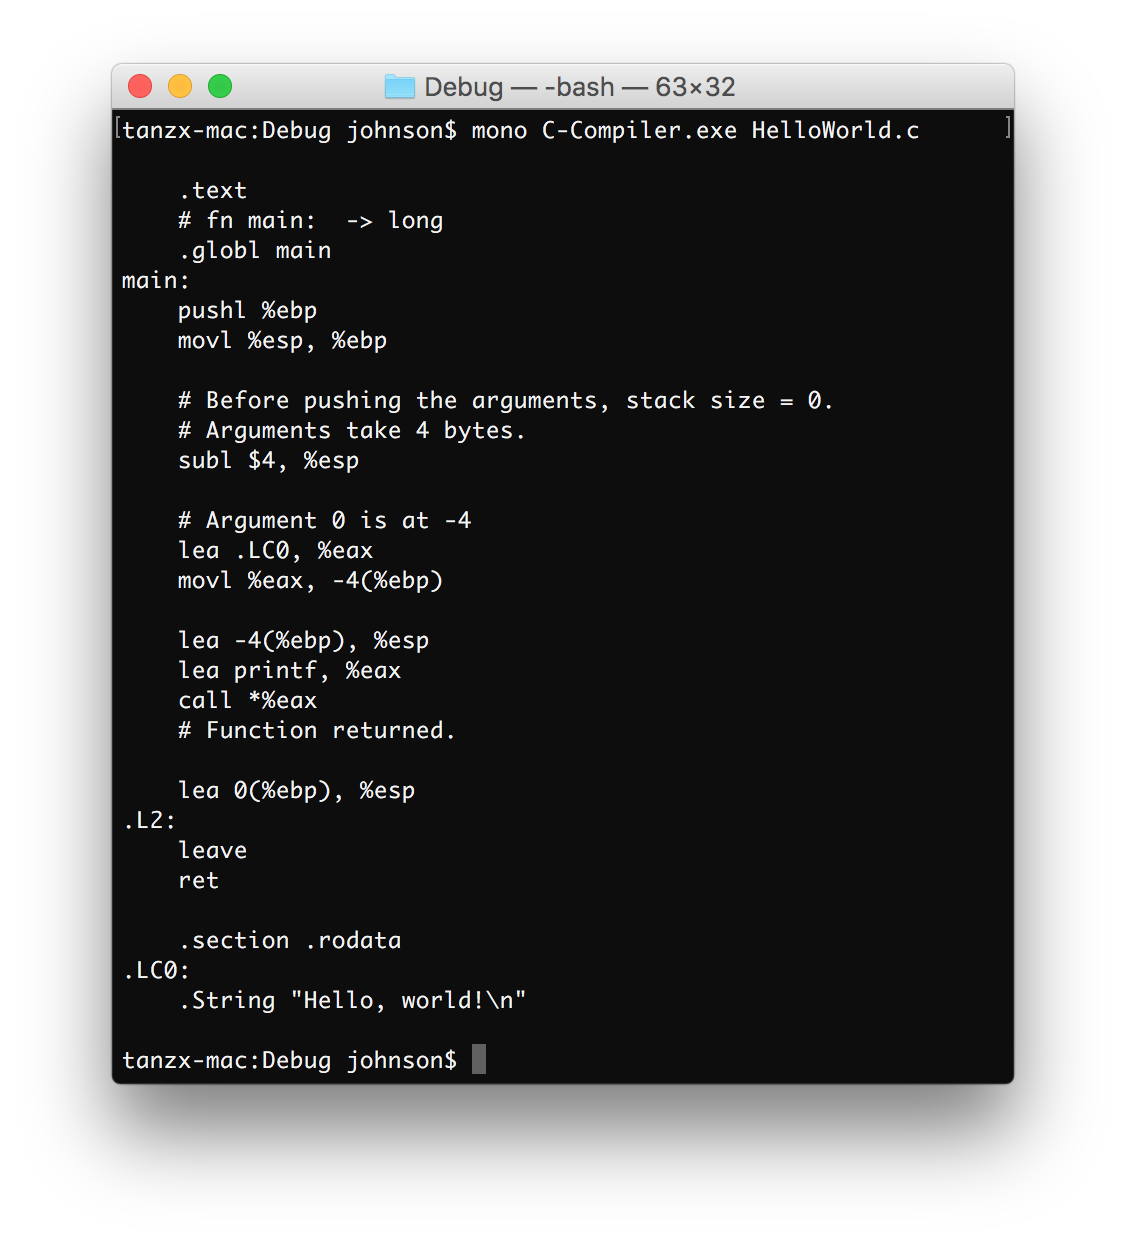 Debug — -bash — 63×32
tanzx-mac:Debug johnson$ mono C-Compiler.exe HelloWorld.c
.text
# fn main:  -> long
.globl main
main:
pushl %ebp
movl %esp, %ebp
# Before pushing the arguments, stack size = 0.
# Arguments take 4 bytes.
subl $4, %esp
# Argument 0 is at -4
lea .LC0, %eax
movl %eax, -4(%ebp)
lea -4(%ebp), %esp
lea printf, %eax
call *%eax
# Function returned.
lea 0(%ebp), %esp
.L2:
leave
ret
.section .rodata
.LC0:
.String "Hello, world!\n"
tanzx-mac:Debug johnson$